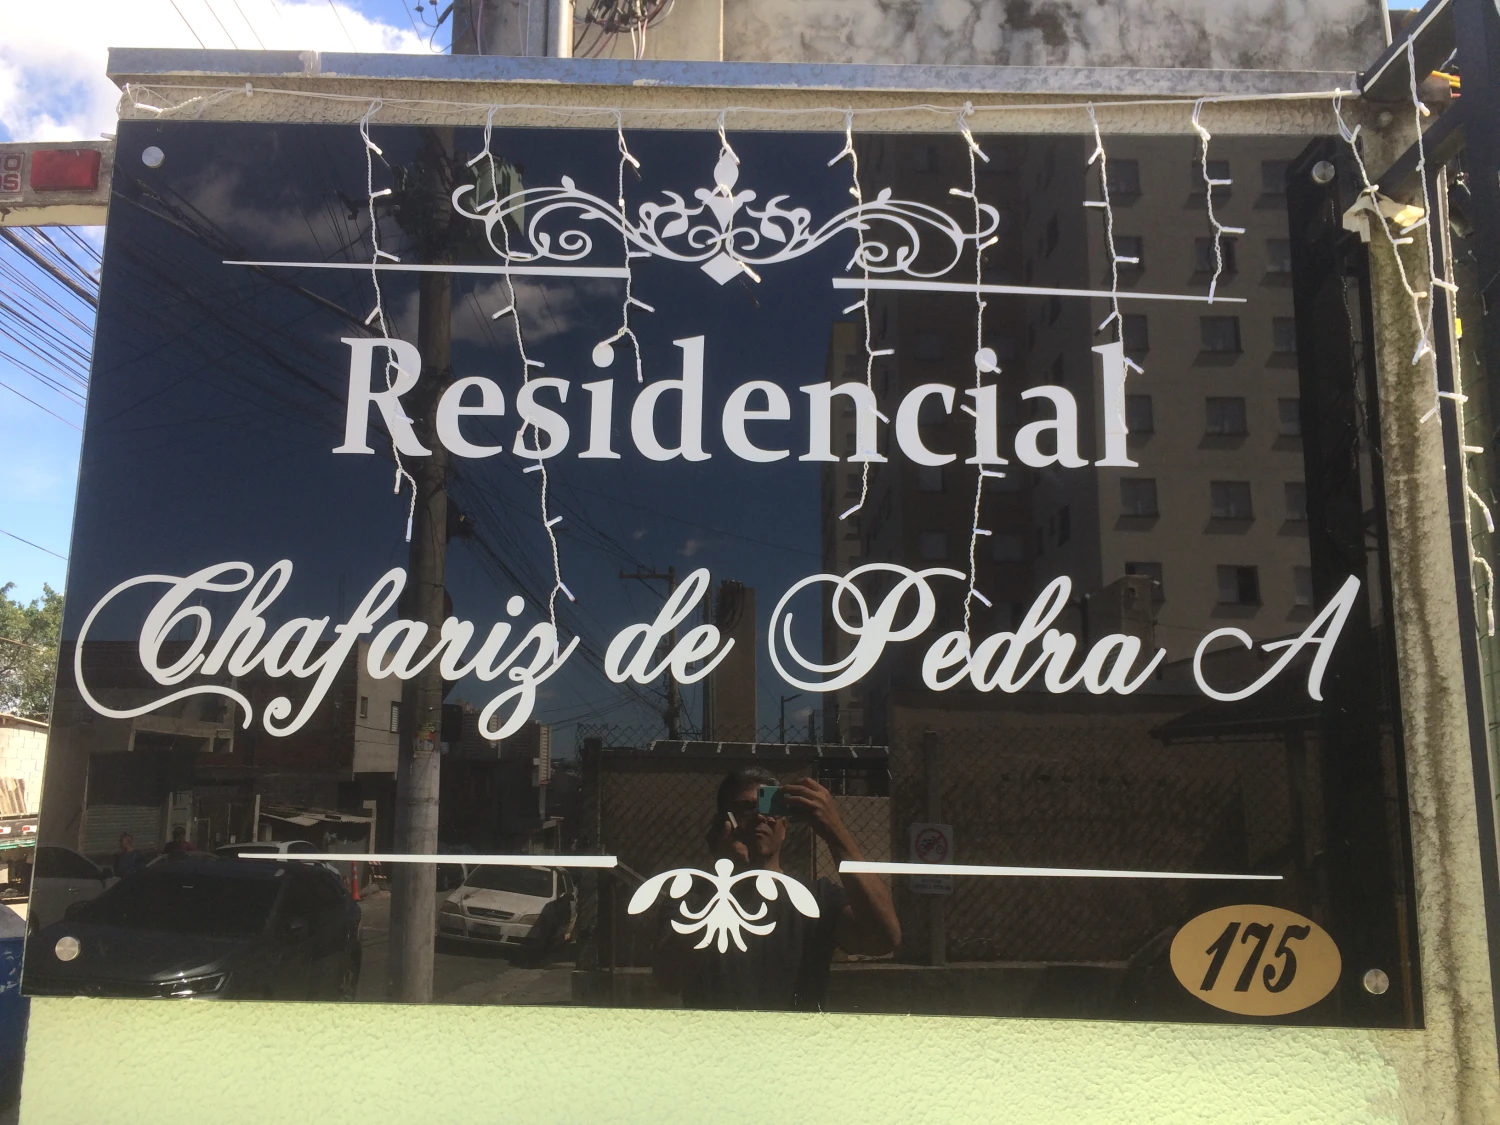 Residencial
Chafariz de Pedra A
175